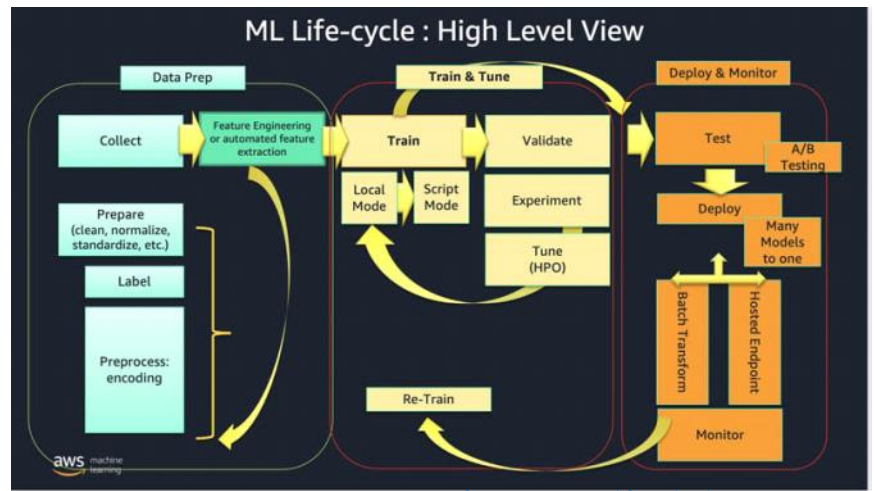 ML Life-cycle : High Level View
Data Prep
Collect
Feature Engineering
or automated feature
extraction
Prepare
(clean, normalize,
standardize, etc.)
Label
Preprocess:
encoding
Train & Tune
Train
Validate
Local
Mode
Script
Mode
Experiment
Tune
(HPO)
Re-Train
Deploy & Monitor
Test
A/B
Testing
Deploy
Many
Models
to one
Batch
Transform
Hosted Endpoint
Monitor
aws machine
learning